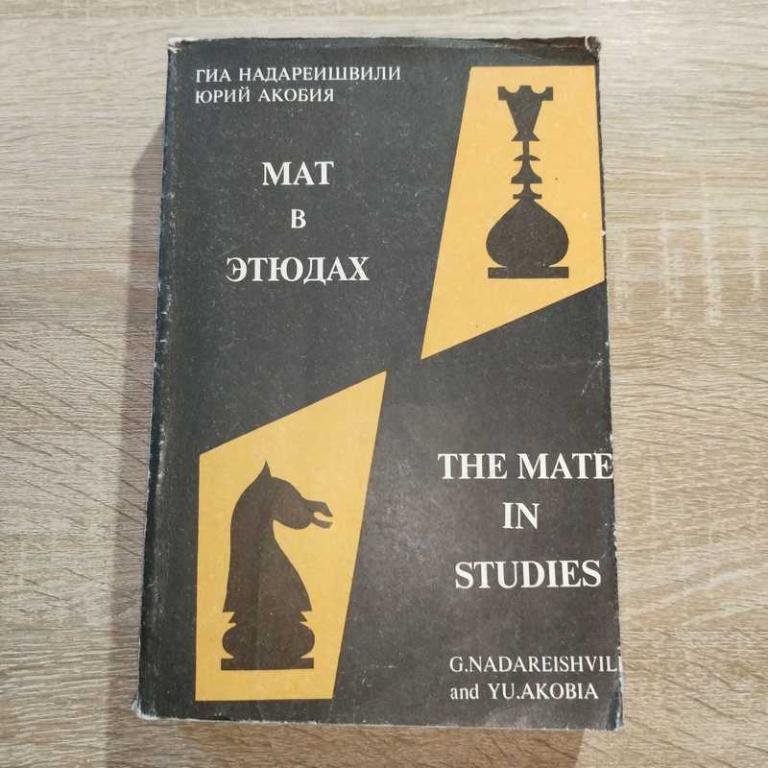 ГИА НАДАРЕИШВИЛИ
ЮРИЙ АКОБИЯ
МАТ
В
ЭТЮДАХ
THE MATE
IN
STUDIES
G.NADAREISHVILI
and YU.AKOBIA